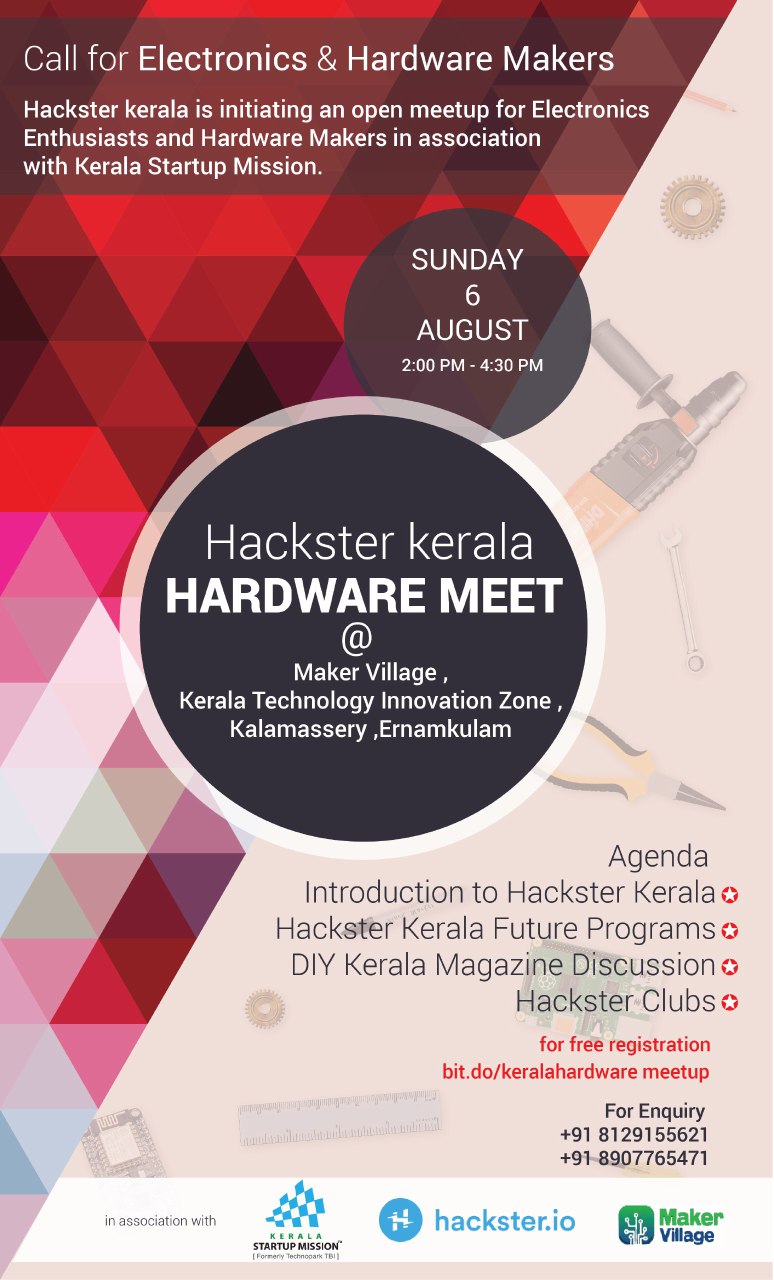 Call for Electronics & Hardware Makers
Hackster kerala is initiating an open meetup for Electronics
Enthusiasts and Hardware Makers in association
with Kerala Startup Mission.
SUNDAY
6
AUGUST
2:00 PM - 4:30 PM
Hackster kerala
HARDWARE MEET
@
Maker Village ,
Kerala Technology Innovation Zone ,
Kalamassery ,Ernamkulam
Agenda
Introduction to Hackster Kerala
Hackster Kerala Future Programs
DIY Kerala Magazine Discussion
Hackster Clubs
for free registration
bit.do/keralahardware meetup
For Enquiry
+91 8129155621
+91 8907765471
in association with
KERALA
STARTUP MISSION™
[ Formerly Technopark TBI ]
hackster.io
Maker
Village